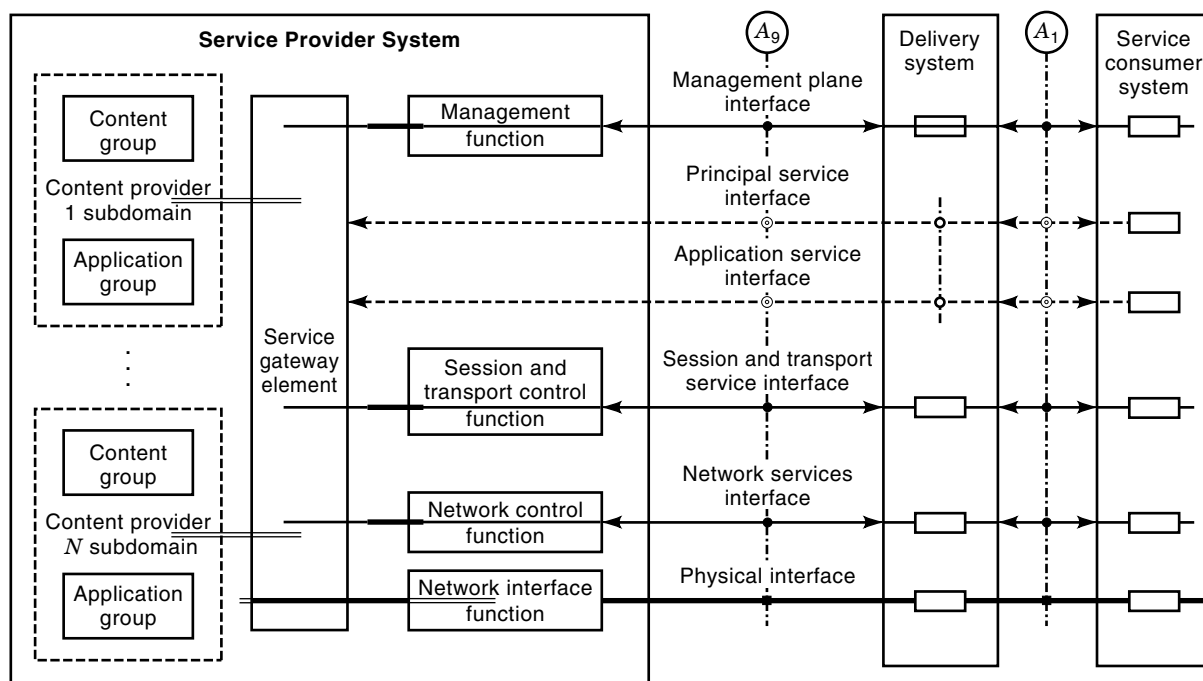 Service Provider System
A9
Delivery
system
A1
Service
consumer
system
Management plane
interface
Content
group
Management
function
Content provider
1 subdomain
Principal service
interface
Application
group
Application service
interface
Service
gateway
element
Session and
transport control
function
Session and transport
service interface
Content
group
Content provider
N subdomain
Network control
function
Network services
interface
Application
group
Network interface
function
Physical interface